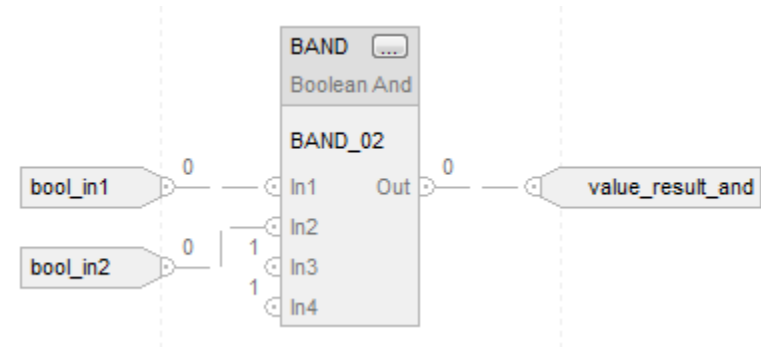 BAND ...
Boolean And
BAND_02
0
0
bool_in1
In1
Out
value_result_and
In2
0
1
bool_in2
In3
1
In4